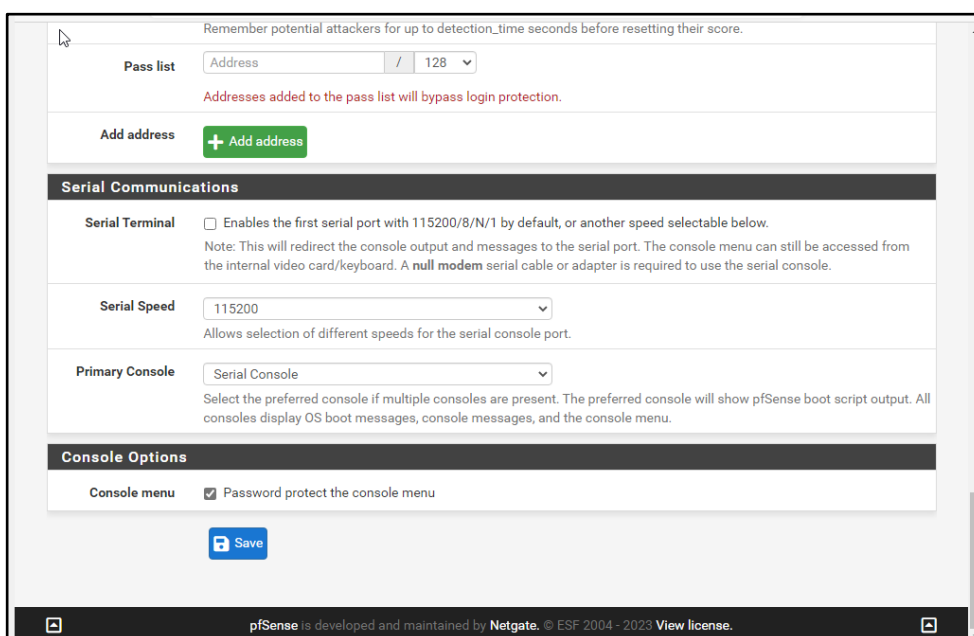 Remember potential attackers for up to detection_time seconds before resetting their score.
Pass list
Address / 128
Addresses added to the pass list will bypass login protection.
Add address
Add address
Serial Communications
Serial Terminal
Enables the first serial port with 115200/8/N/1 by default, or another speed selectable below.
Note: This will redirect the console output and messages to the serial port. The console menu can still be accessed from
the internal video card/keyboard. A null modem serial cable or adapter is required to use the serial console.
Serial Speed
115200
Allows selection of different speeds for the serial console port.
Primary Console
Serial Console
Select the preferred console if multiple consoles are present. The preferred console will show pfSense boot script output. All
consoles display OS boot messages, console messages, and the console menu.
Console Options
Console menu
Password protect the console menu
Save
pfSense is developed and maintained by Netgate. © ESF 2004 - 2023 View license.